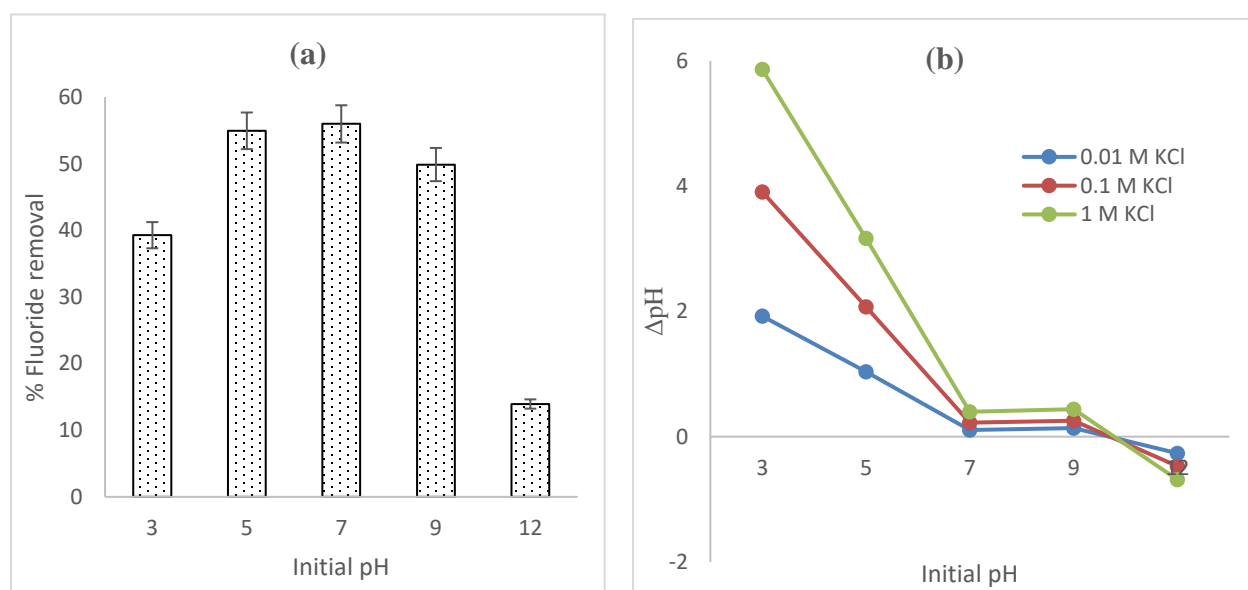 (a)
60
50
40
30
20
10
0
% Fluoride removal
3 5 7 9 12
Initial pH
(b)
6
4
2
0
-2
ΔpH
0.01 M KCl
0.1 M KCl
1 M KCl
3 5 7 9 12
Initial pH